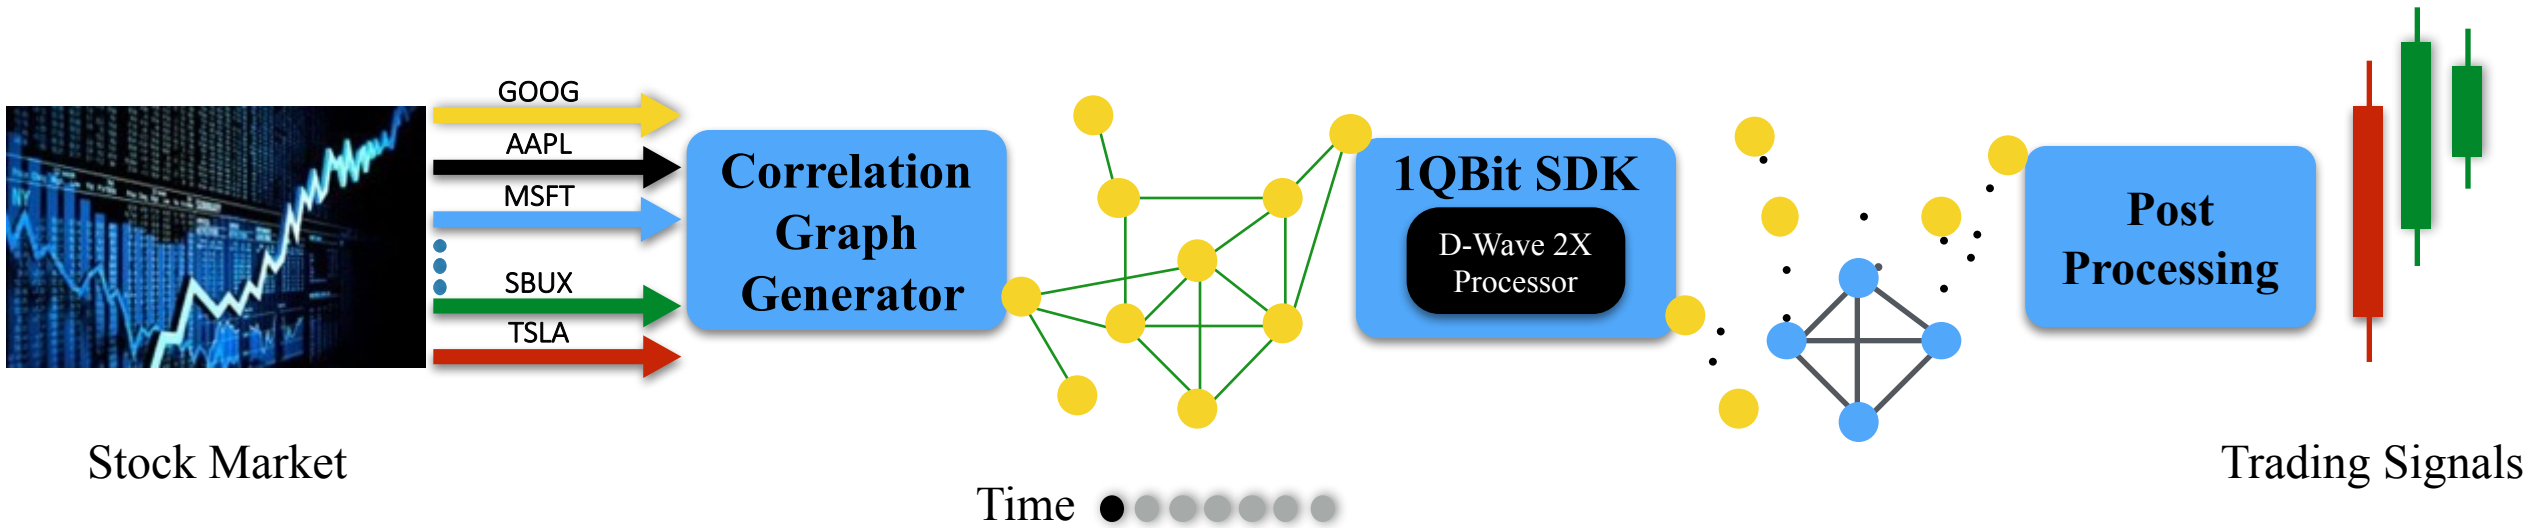 GOOG
AAPL
MSFT
SBUX
TSLA
Correlation
Graph
Generator
1QBit SDK
D-Wave 2X
Processor
Post
Processing
Stock Market
Time
Trading Signals
NY